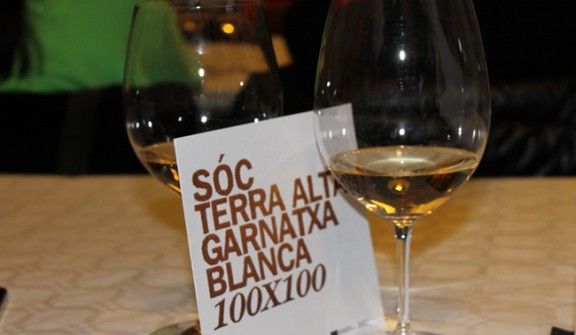 SÓC
TERRA ALTA
GARNATXA
BLANCA
100X100